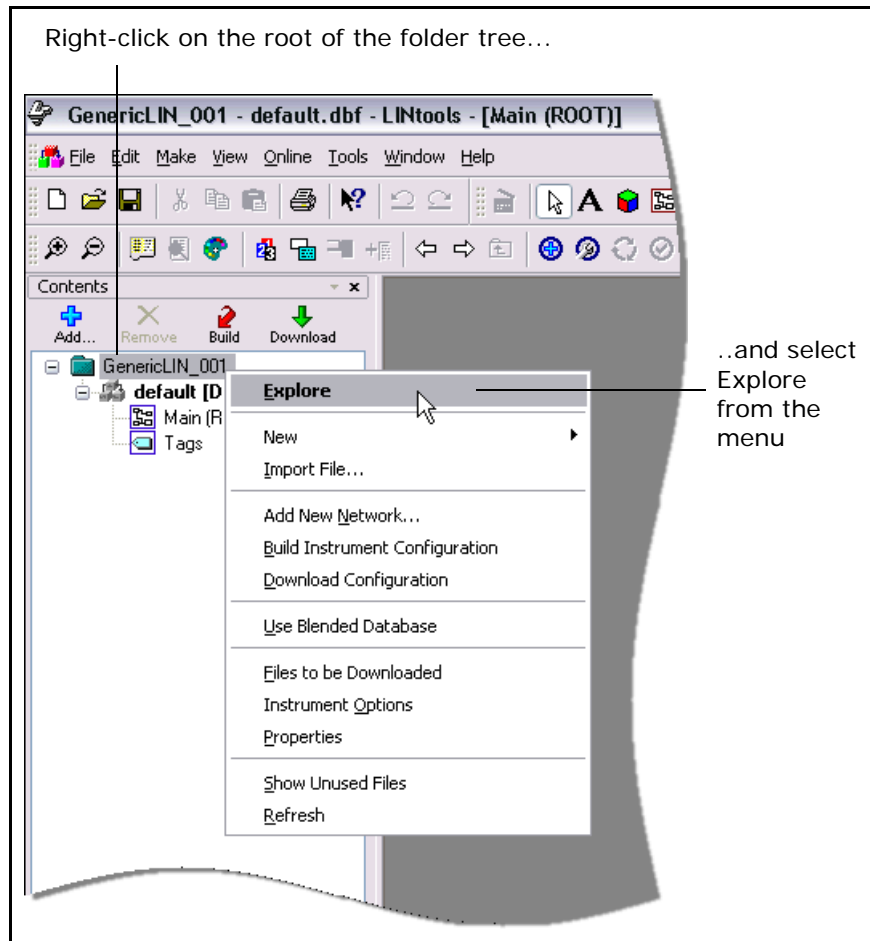 Right-click on the root of the folder tree...
GenericLIN_001 - default.dbf - LINtools - [Main (ROOT)]
File Edit Make View Online Tools Window Help
Contents
Add... Remove Build Download
GenericLIN_001
default [D
Main (R
Tags
Explore
New
Import File...
Add New Network...
Build Instrument Configuration
Download Configuration
Use Blended Database
Files to be Downloaded
Instrument Options
Properties
Show Unused Files
Refresh
..and select
Explore
from the
menu